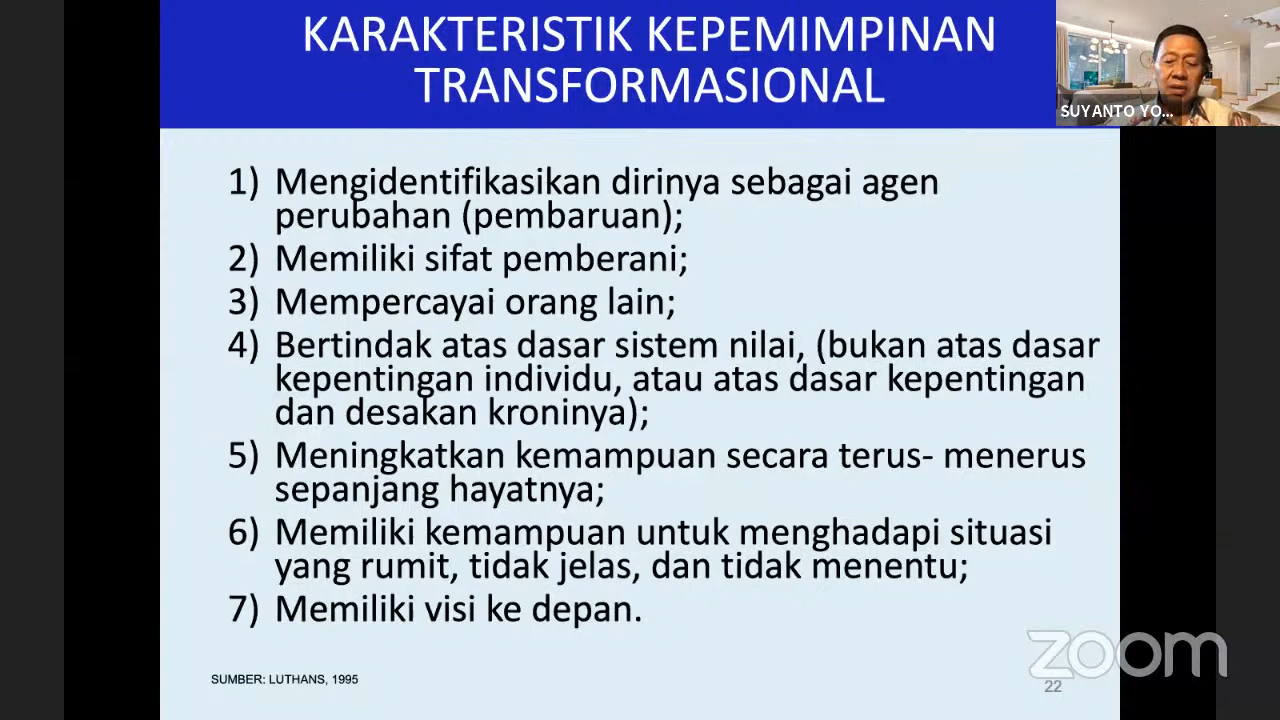 KARAKTERISTIK KEPEMIMPINAN
TRANSFORMASIONAL
SUYANTO YO...
1) Mengidentifikasikan dirinya sebagai agen
perubahan (pembaruan);
2) Memiliki sifat pemberani;
3) Mempercayai orang lain;
4) Bertindak atas dasar sistem nilai, (bukan atas dasar
kepentingan individu, atau atas dasar kepentingan
dan desakan kroninya);
5) Meningkatkan kemampuan secara terus- menerus
sepanjang hayatnya;
6) Memiliki kemampuan untuk menghadapi situasi
yang rumit, tidak jelas, dan tidak menentu;
7) Memiliki visi ke depan.
zoom
SUMBER: LUTHANS, 1995
22